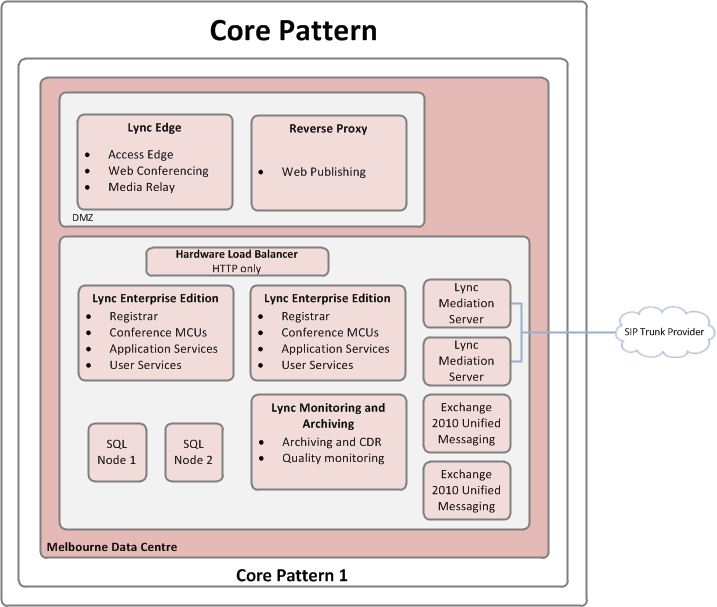 Core Pattern
Lync Edge
• Access Edge
• Web Conferencing
• Media Relay
Reverse Proxy
• Web Publishing
DMZ
Hardware Load Balancer
HTTP only
Lync Enterprise Edition
• Registrar
• Conference MCUs
• Application Services
• User Services
Lync Enterprise Edition
• Registrar
• Conference MCUs
• Application Services
• User Services
Lync
Mediation
Server
Lync
Mediation
Server
SIP Trunk Provider
SQL
Node 1
SQL
Node 2
Lync Monitoring and
Archiving
• Archiving and CDR
• Quality monitoring
Exchange
2010 Unified
Messaging
Exchange
2010 Unified
Messaging
Melbourne Data Centre
Core Pattern 1